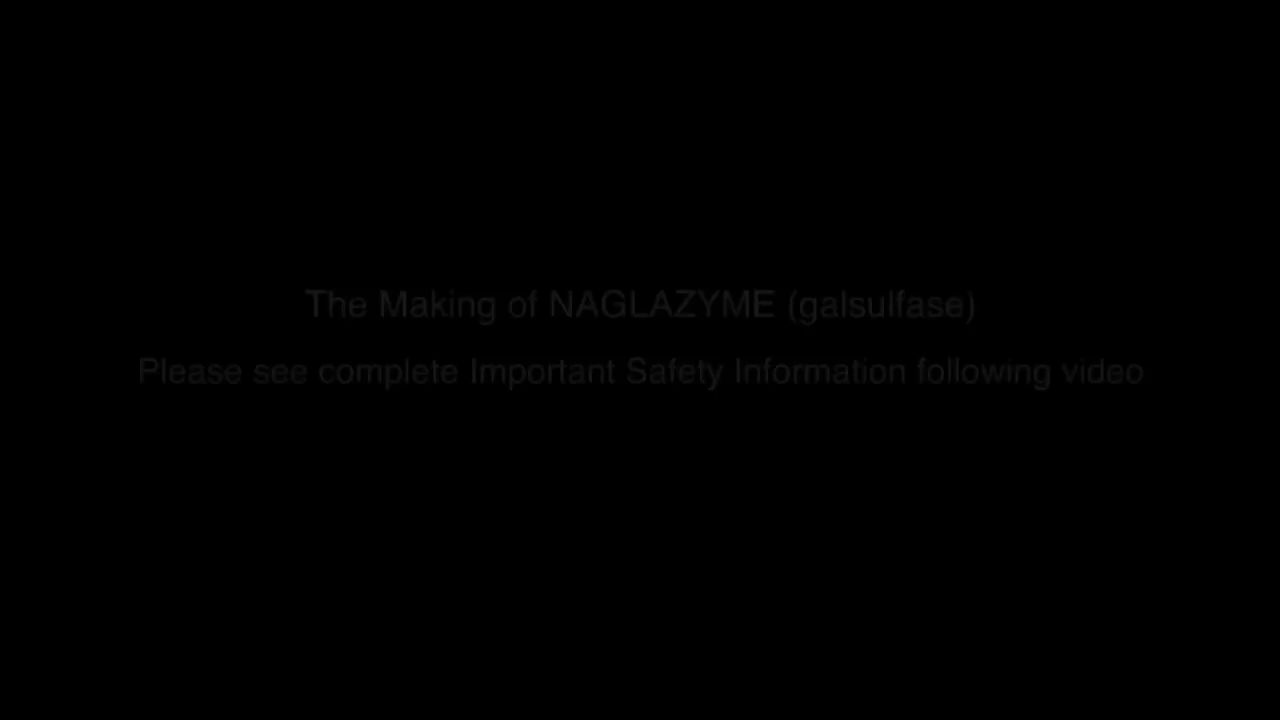 The Making of NAGLAZYME (galsulfase)
Please see complete Important Safety Information following video